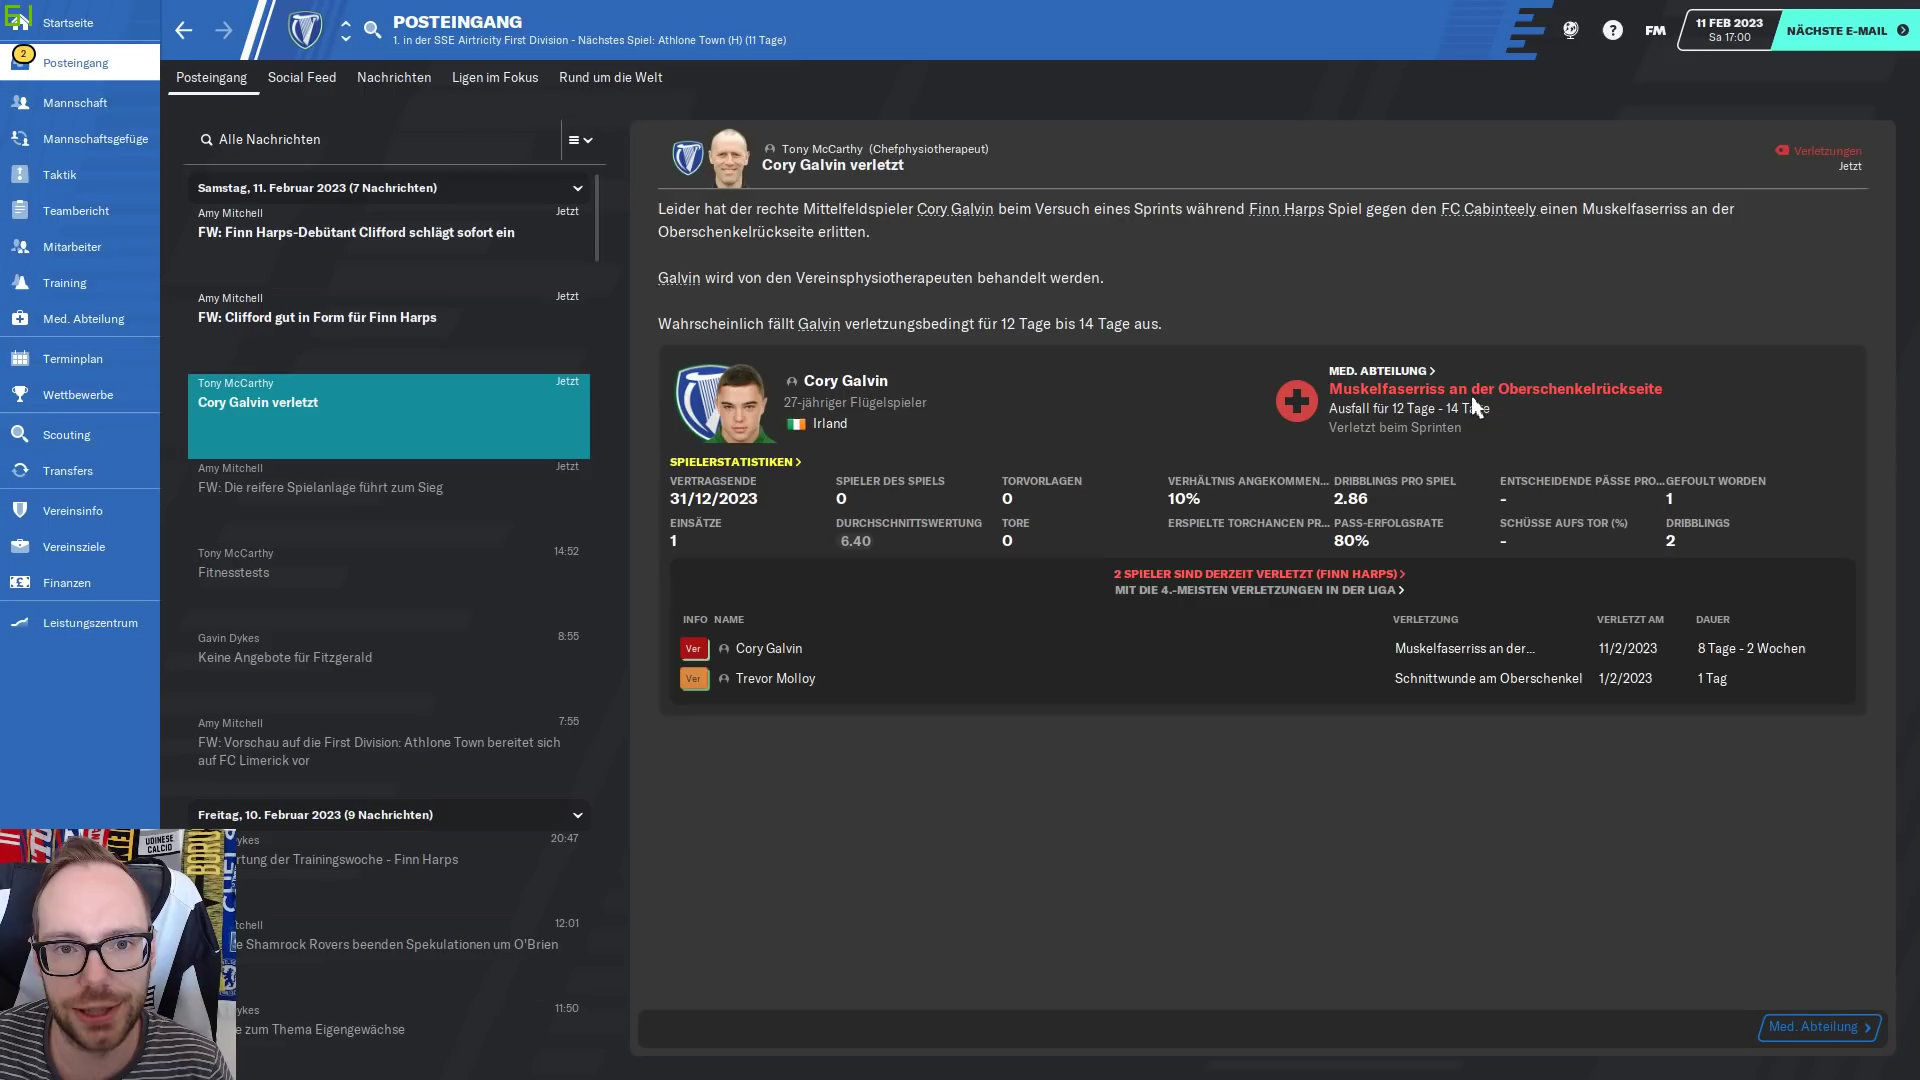 Startseite
2
Posteingang
Mannschaft
Mannschaftsgefüge
Taktik
Teambericht
Mitarbeiter
Training
Med. Abteilung
Terminplan
Wettbewerbe
Scouting
Transfers
Vereinsinfo
Vereinsziele
Finanzen
Leistungszentrum
POSTEINGANG
1. in der SSE Airtricity First Division - Nächstes Spiel: Athlone Town (H) (11 Tage)
FM
11 FEB 2023
Sa 17:00
NÄCHSTE E-MAIL
Posteingang Social Feed Nachrichten Ligen im Fokus Rund um die Welt
Alle Nachrichten
Samstag, 11. Februar 2023 (7 Nachrichten)
Amy Mitchell Jetzt
FW: Finn Harps-Debütant Clifford schlägt sofort ein
Amy Mitchell Jetzt
FW: Clifford gut in Form für Finn Harps
Tony McCarthy Jetzt
Cory Galvin verletzt
Amy Mitchell Jetzt
FW: Die reifere Spielanlage führt zum Sieg
Tony McCarthy 14:52
Fitnesstests
Gavin Dykes 8:55
Keine Angebote für Fitzgerald
Amy Mitchell 7:55
FW: Vorschau auf die First Division: Athlone Town bereitet sich
auf FC Limerick vor
Freitag, 10. Februar 2023 (9 Nachrichten)
ykes 20:47
rtung der Trainingswoche - Finn Harps
tchell 12:01
e Shamrock Rovers beenden Spekulationen um O'Brien
ykes 11:50
e zum Thema Eigengewächse
Tony McCarthy (Chefphysiotherapeut)
Cory Galvin verletzt
Verletzungen
Jetzt
Leider hat der rechte Mittelfeldspieler Cory Galvin beim Versuch eines Sprints während Finn Harps Spiel gegen den FC Cabinteely einen Muskelfaserriss an der
Oberschenkelrückseite erlitten.
Galvin wird von den Vereinsphysiotherapeuten behandelt werden.
Wahrscheinlich fällt Galvin verletzungsbedingt für 12 Tage bis 14 Tage aus.
Cory Galvin
27-jähriger Flügelspieler
Irland
MED. ABTEILUNG >
Muskelfaserriss an der Oberschenkelrückseite
Ausfall für 12 Tage - 14 Tage
Verletzt beim Sprinten
SPIELERSTATISTIKEN >
VERTRAGSENDE SPIELER DES SPIELS TORVORLAGEN VERHÄLTNIS ANGEKOMMEN... DRIBBLINGS PRO SPIEL ENTSCHEIDENDE PÄSSE PRO... GEFOULT WORDEN
31/12/2023 0 0 10% 2.86 - 1
EINSÄTZE DURCHSCHNITTSWERTUNG TORE ERSPIELTE TORCHANCEN PR... PASS-ERFOLGSRATE SCHÜSSE AUFS TOR (%) DRIBBLINGS
1 6.40 0 80% - 2
2 SPIELER SIND DERZEIT VERLETZT (FINN HARPS) >
MIT DIE 4.-MEISTEN VERLETZUNGEN IN DER LIGA >
INFO NAME VERLETZUNG VERLETZT AM DAUER
Ver Cory Galvin Muskelfaserriss an der... 11/2/2023 8 Tage - 2 Wochen
Ver Trevor Molloy Schnittwunde am Oberschenkel 1/2/2023 1 Tag
Med. Abteilung >
UDINESE
CALCIO